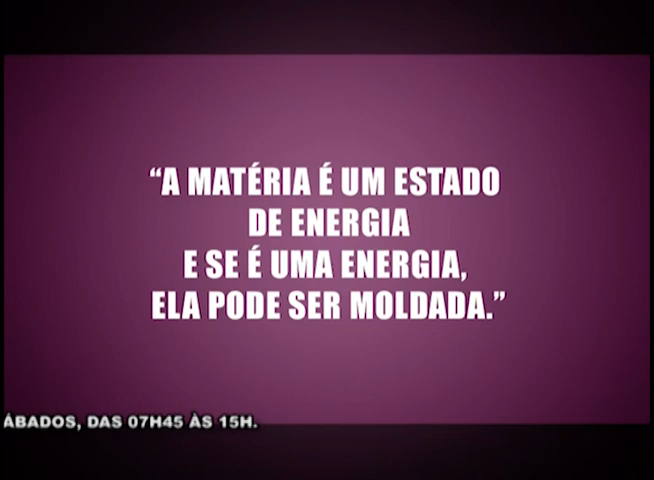 “A MATÉRIA É UM ESTADO
DE ENERGIA
E SE É UMA ENERGIA,
ELA PODE SER MOLDADA.”
ÁBADOS, DAS 07H45 ÀS 15H.